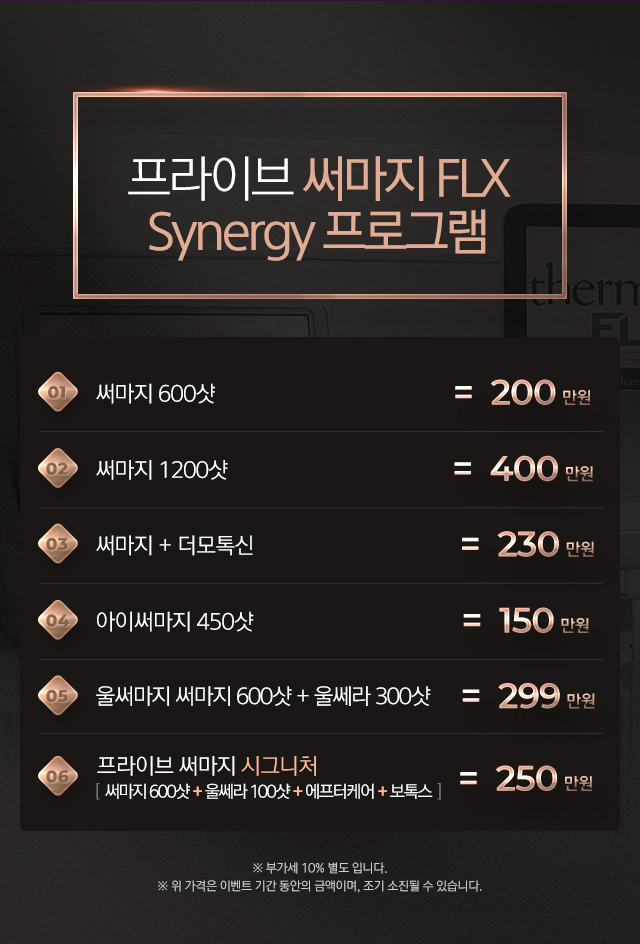 프라이브 써마지 FLX
Synergy 프로그램
therm
FL
01 써마지 600샷 = 200 만원
02 써마지 1200샷 = 400 만원
03 써마지 + 더모톡신 = 230 만원
04 아이써마지 450샷 = 150 만원
05 울써마지 써마지 600샷 + 울쎄라 300샷 = 299 만원
06 프라이브 써마지 시그니처 = 250 만원
[ 써마지 600샷 + 울쎄라 100샷 + 에프터케어 + 보톡스 ]
※ 부가세 10% 별도 입니다.
※ 위 가격은 이벤트 기간 동안의 금액이며, 조기 소진될 수 있습니다.